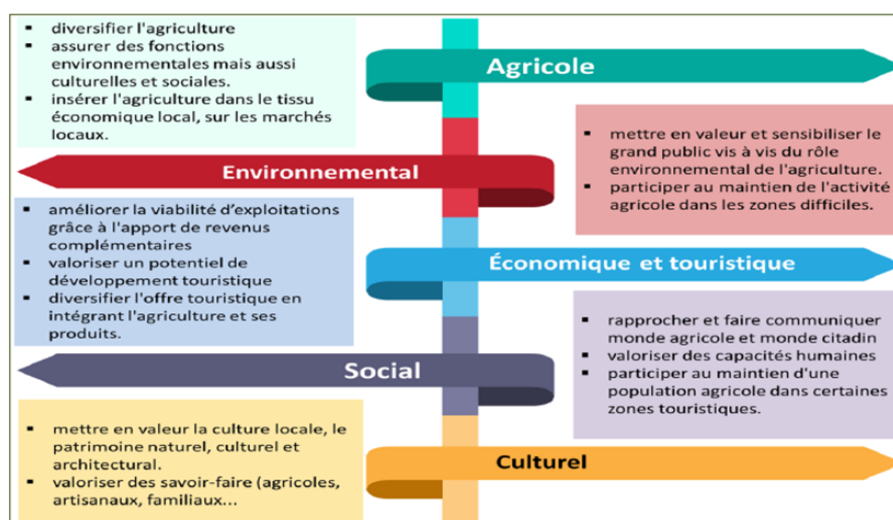 ▪ diversifier l'agriculture
▪ assurer des fonctions
environnementales mais aussi
culturelles et sociales.
▪ insérer l'agriculture dans le tissu
économique local, sur les marchés
locaux.
Agricole
Environnemental
▪ mettre en valeur et sensibiliser le
grand public vis à vis du rôle
environnemental de l'agriculture.
▪ participer au maintien de l'activité
agricole dans les zones difficiles.
▪ améliorer la viabilité d’exploitations
grâce à l'apport de revenus
complémentaires
▪ valoriser un potentiel de
développement touristique
▪ diversifier l'offre touristique en
intégrant l'agriculture et ses
produits.
Économique et touristique
Social
▪ rapprocher et faire communiquer
monde agricole et monde citadin
▪ valoriser des capacités humaines
▪ participer au maintien d'une
population agricole dans certaines
zones touristiques.
▪ mettre en valeur la culture locale, le
patrimoine naturel, culturel et
architectural.
▪ valoriser des savoir-faire (agricoles,
artisanaux, familiaux...
Culturel